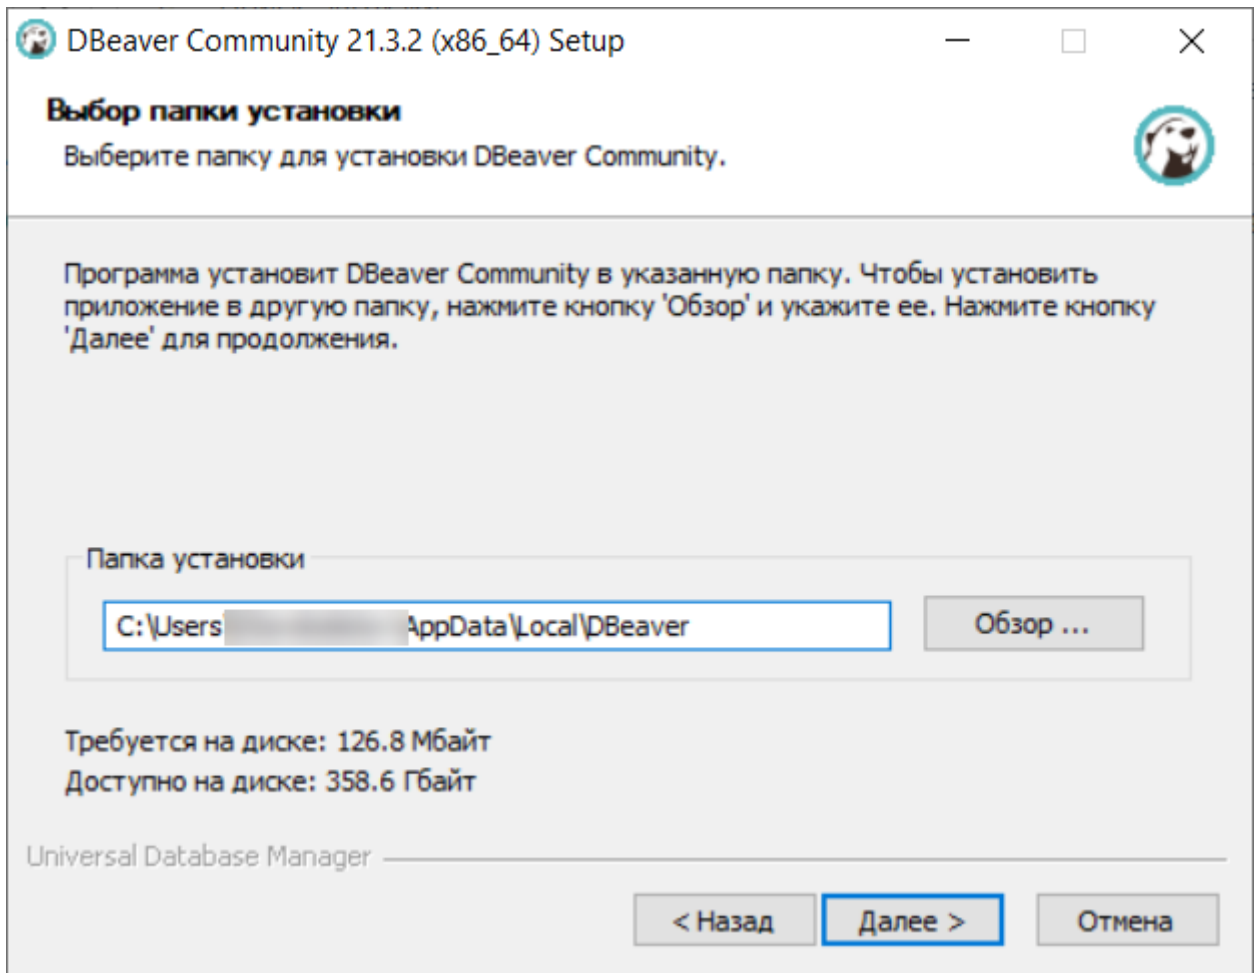 DBeaver Community 21.3.2 (x86_64) Setup
Выбор папки установки
Выберите папку для установки DBeaver Community.
Программа установит DBeaver Community в указанную папку. Чтобы установить
приложение в другую папку, нажмите кнопку 'Обзор' и укажите ее. Нажмите кнопку
'Далее' для продолжения.
Папка установки
C:\Users AppData\Local\DBeaver
Обзор ...
Требуется на диске: 126.8 Мбайт
Доступно на диске: 358.6 Гбайт
Universal Database Manager
< Назад
Далее >
Отмена